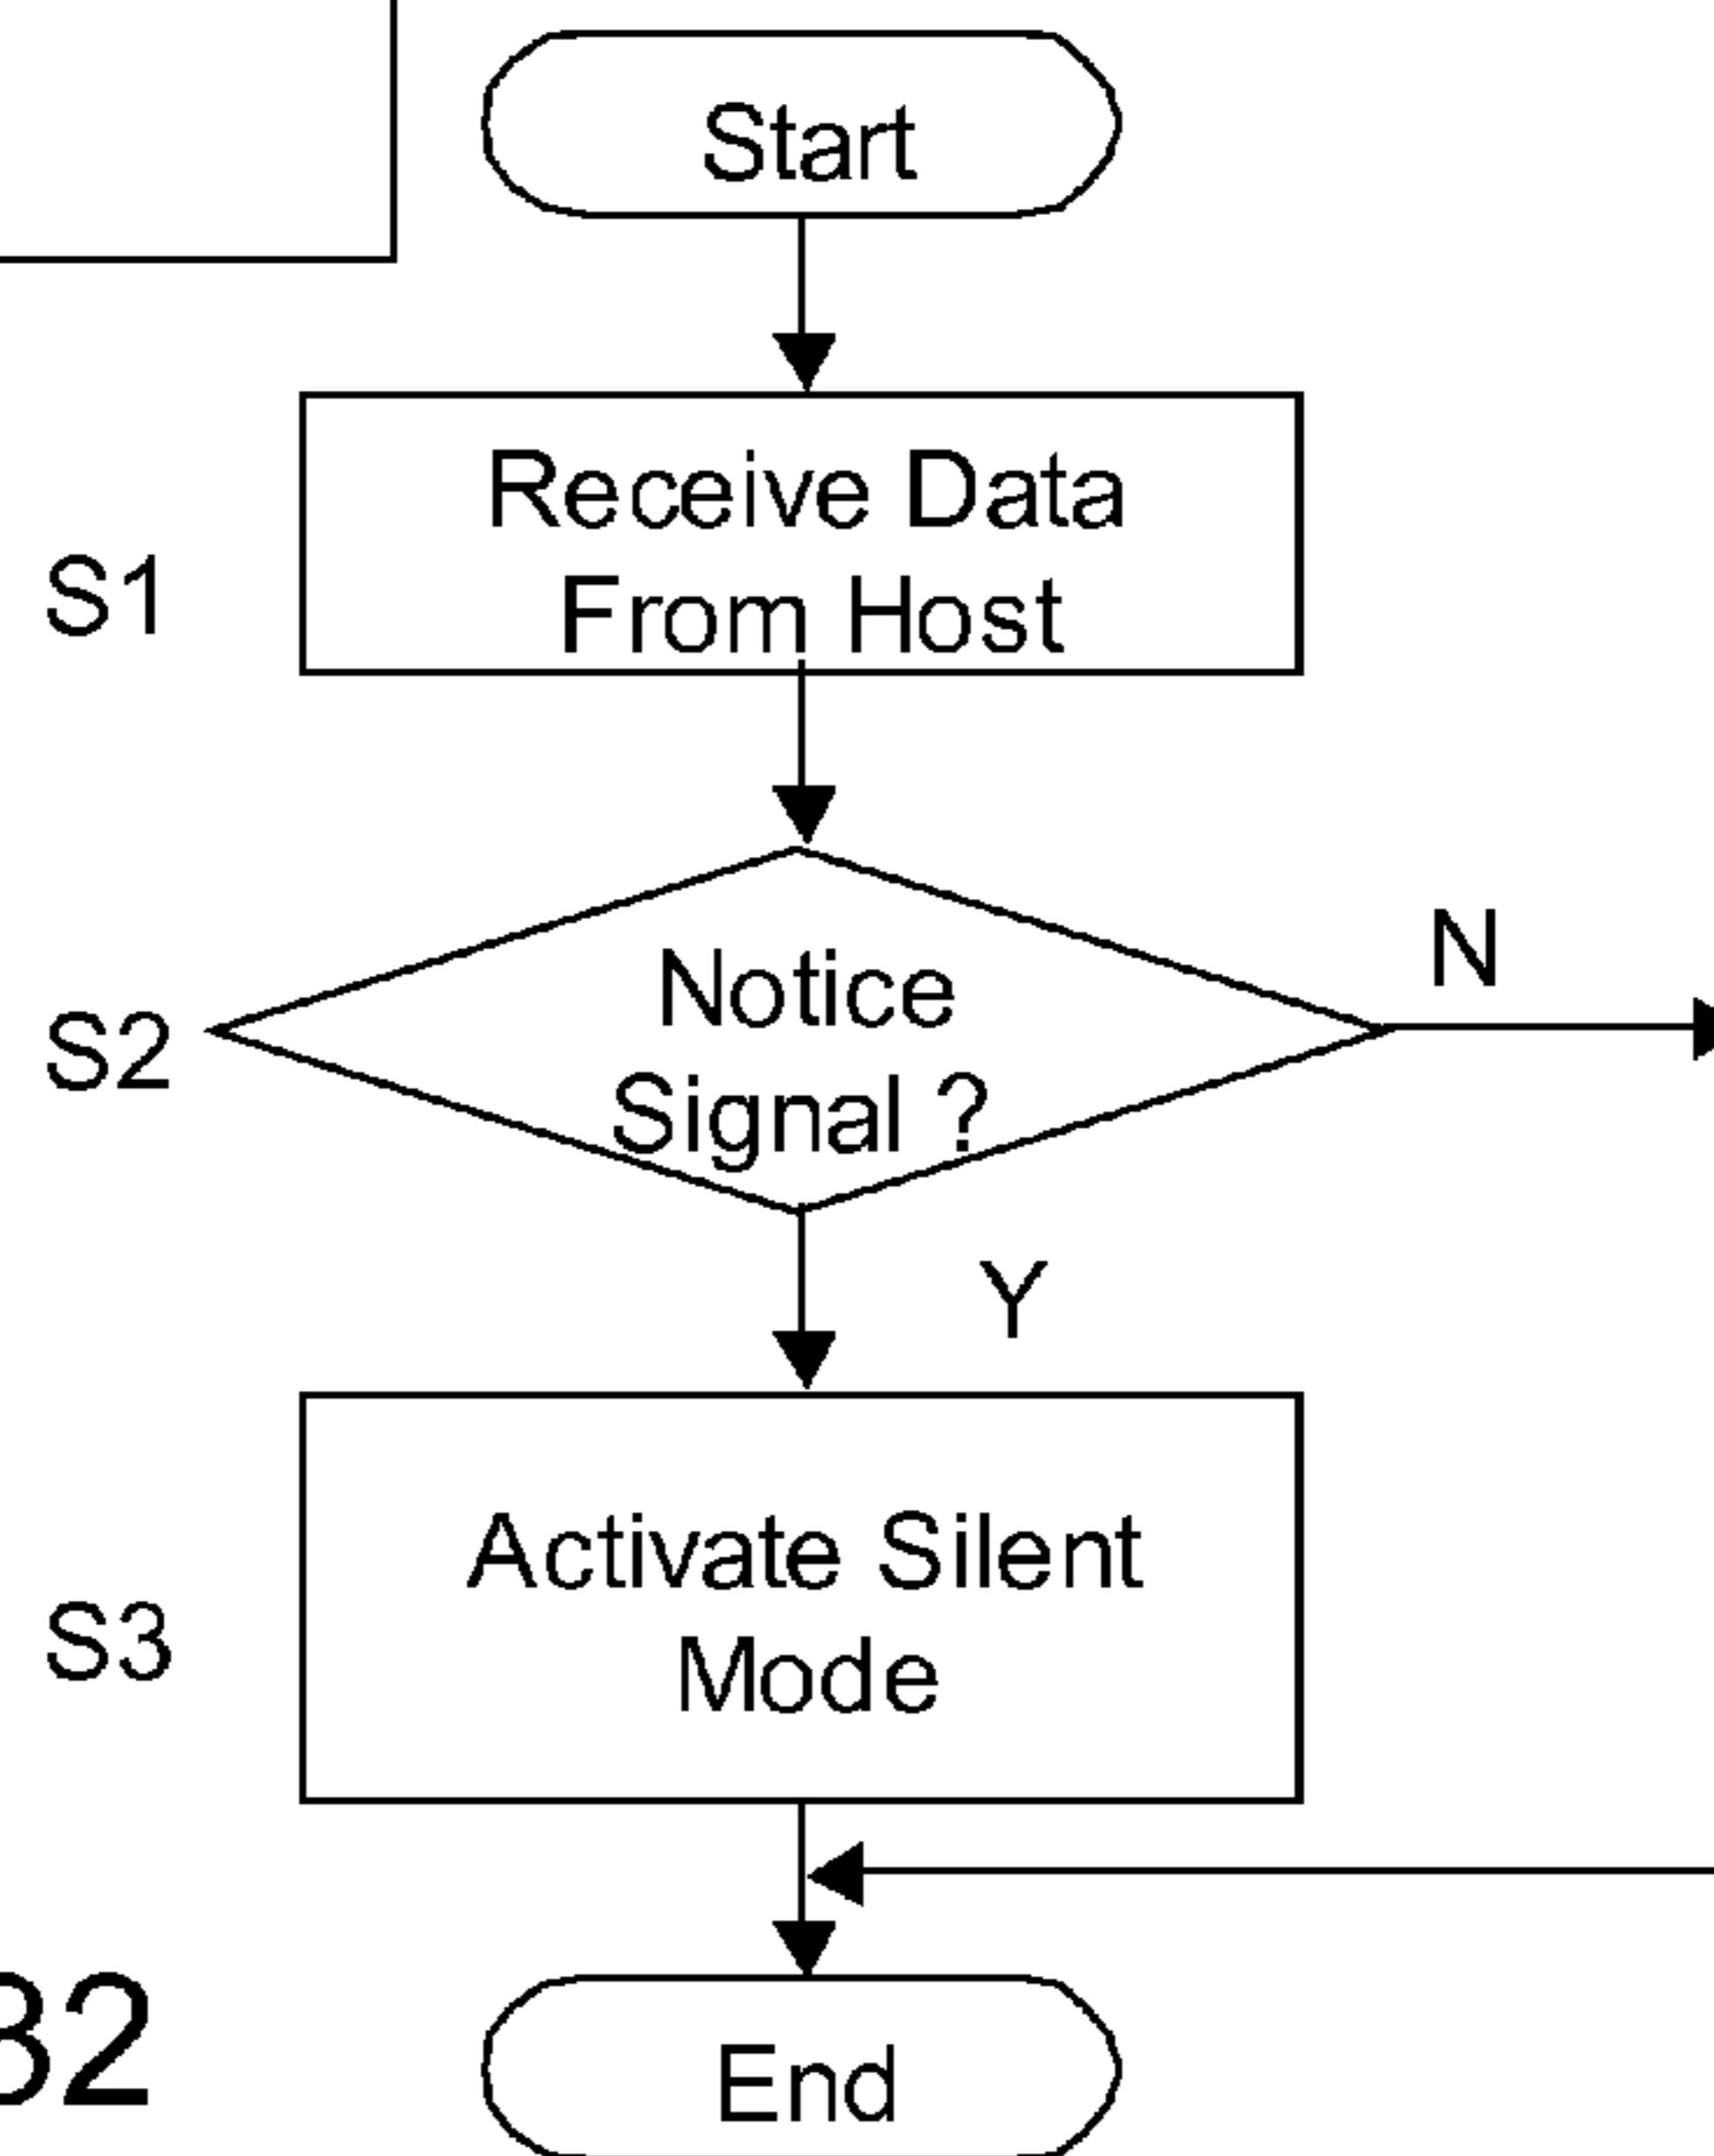 Start
Receive Data
From Host
S1
Notice
N
S2
Signal ?
Y
Activate Silent
Mode
S3
End